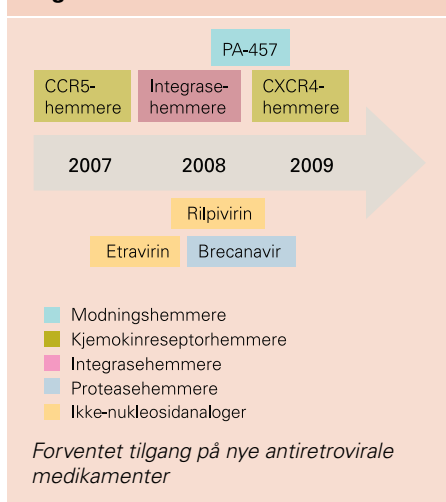 PA-457
CCR5-
hemmere
Integrase-
hemmere
CXCR4-
hemmere
2007
2008
2009
Rilpivirin
Etravirin
Brecanavir
Modningshemmere
Kjemokinreseptorhemmere
Integrasehemmere
Proteasehemmere
Ikke-nukleosidanaloger
Forventet tilgang på nye antiretrovirale
medikamenter